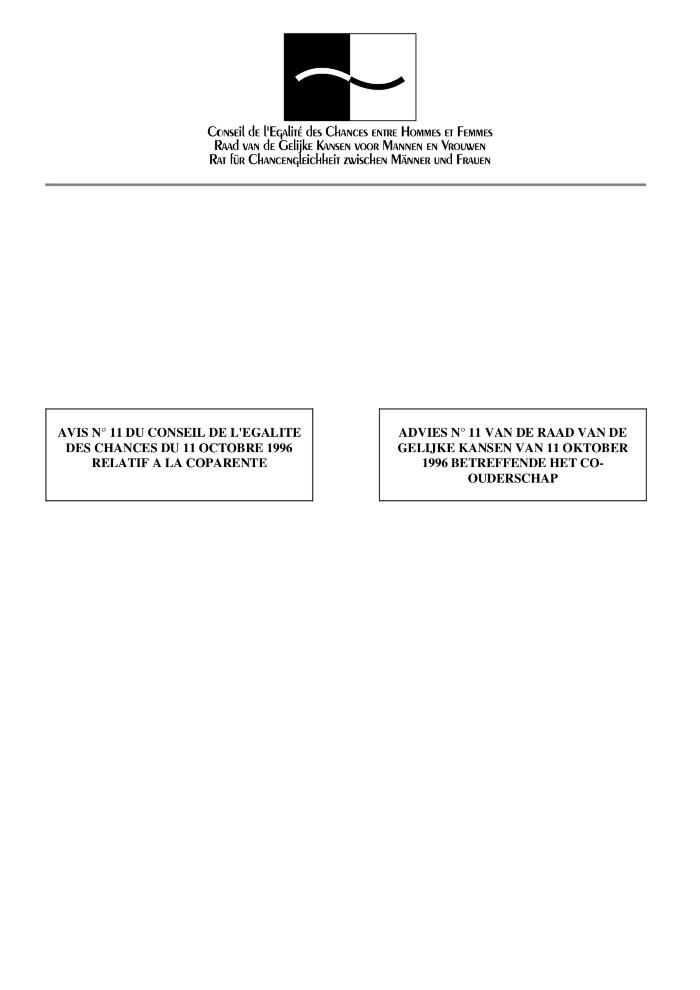 Conseil de l'Egalité des Chances entre Hommes et Femmes
Raad van de Gelijke Kansen voor Mannen en Vrouwen
Rat für Chancengleichheit zwischen Männer und Frauen
AVIS N° 11 DU CONSEIL DE L'EGALITE
DES CHANCES DU 11 OCTOBRE 1996
RELATIF A LA COPARENTE
ADVIES N° 11 VAN DE RAAD VAN DE
GELIJKE KANSEN VAN 11 OKTOBER
1996 BETREFFENDE HET CO-
OUDERSCHAP